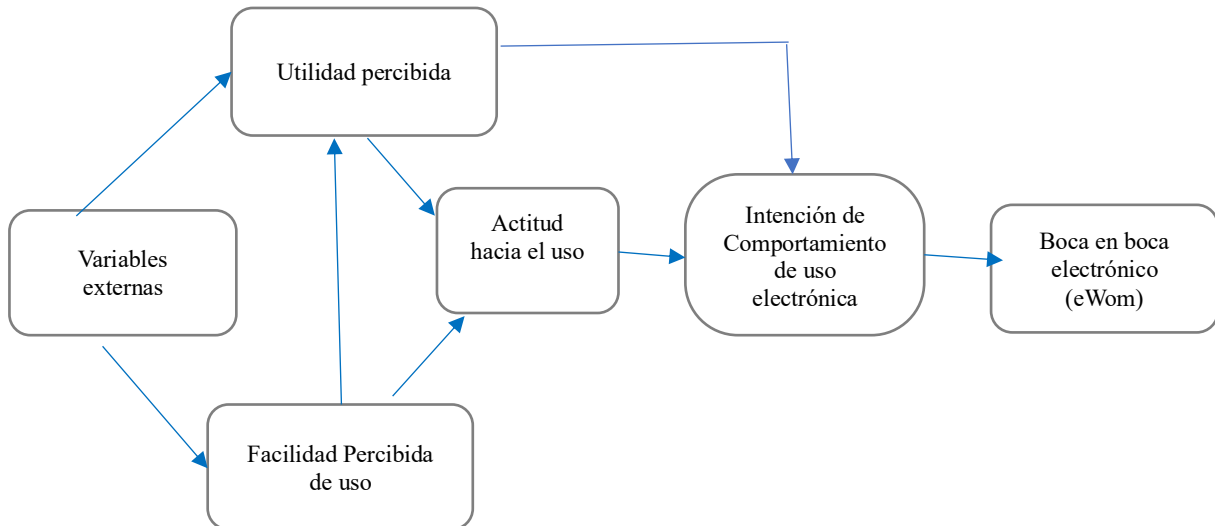 Utilidad percibida
Actitud
hacia el uso
Intención de
Comportamiento
de uso
electrónica
Boca en boca
electrónico
(eWom)
Variables
externas
Facilidad Percibida
de uso